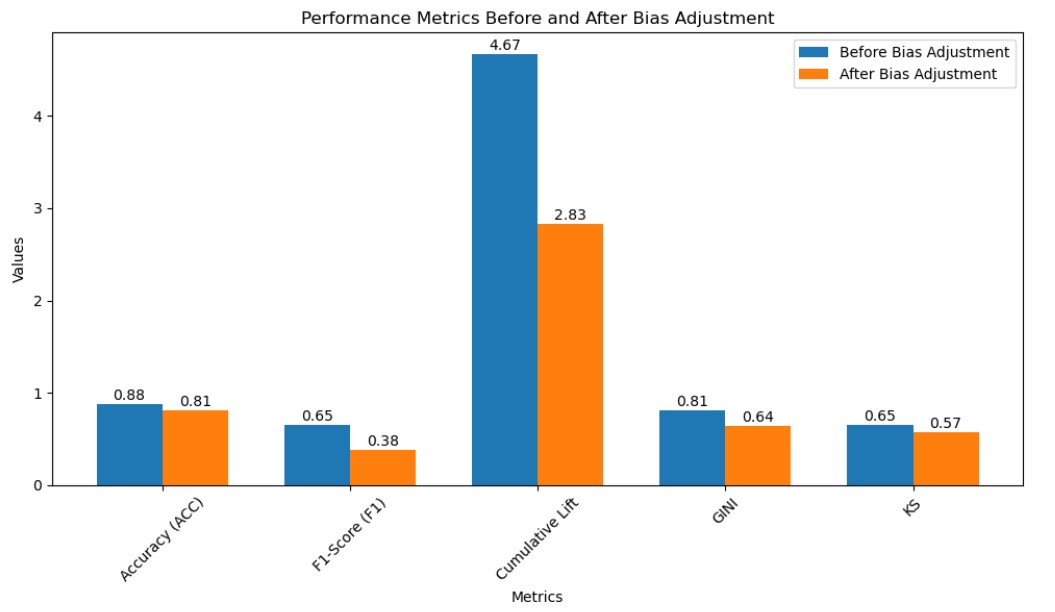 Performance Metrics Before and After Bias Adjustment
Before Bias Adjustment
After Bias Adjustment
Values
4
3
2
1
0
0.88
0.81
0.65
0.38
4.67
2.83
0.81
0.64
0.65
0.57
Accuracy (ACC)
F1-Score (F1)
Cumulative Lift
GINI
KS
Metrics